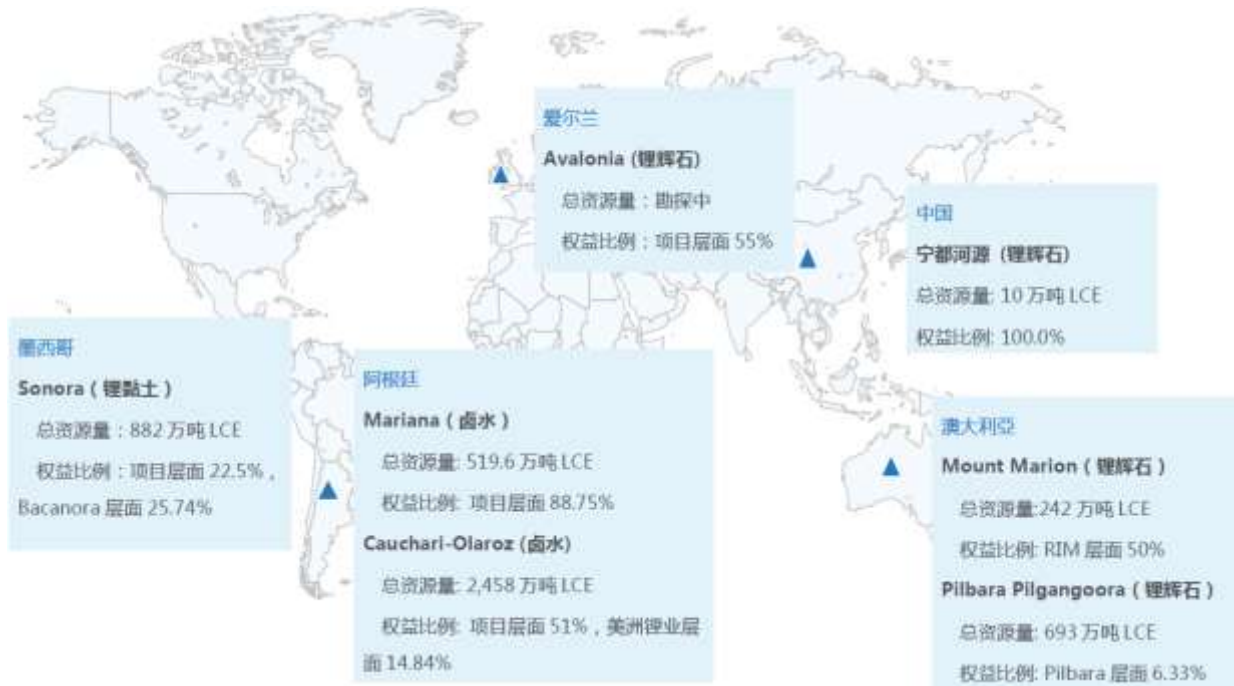 爱尔兰
Avalonia (锂辉石)
总资源量：勘探中
权益比例：项目层面 55%
中国
宁都河源 (锂辉石)
总资源量: 10 万吨 LCE
权益比例: 100.0%
墨西哥
Sonora（锂黏土）
总资源量：882 万吨 LCE
权益比例：项目层面 22.5%，
Bacanora 层面 25.74%
阿根廷
Mariana（卤水）
总资源量: 519.6 万吨 LCE
权益比例: 项目层面 88.75%
Cauchari-Olaroz (卤水)
总资源量: 2,458 万吨 LCE
权益比例: 项目层面 51%，美洲锂业层
面 14.84%
澳大利亞
Mount Marion（锂辉石）
总资源量:242 万吨 LCE
权益比例: RIM 层面 50%
Pilbara Pilgangoora（锂辉石）
总资源量: 693 万吨 LCE
权益比例: Pilbara 层面 6.33%